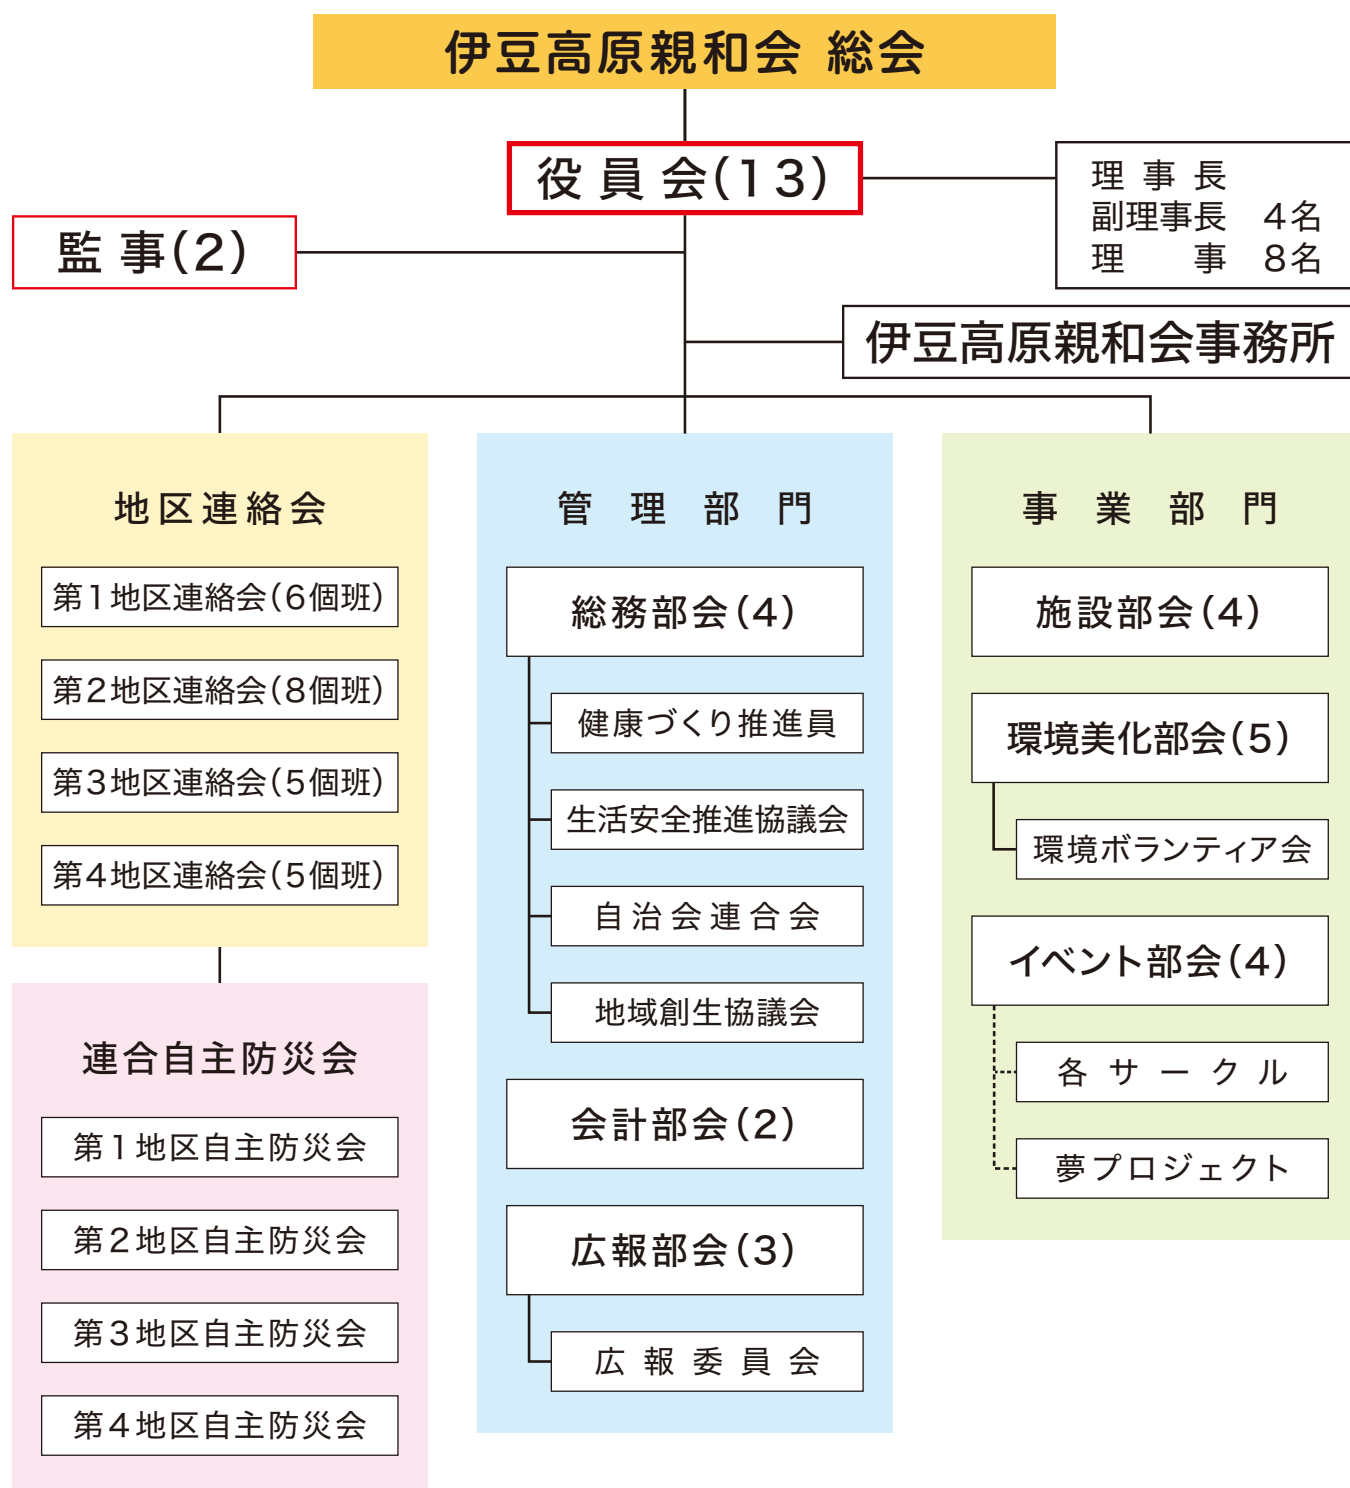 伊豆高原親和会 総会
役員会(13)
理事長
副理事長 4名
理事 8名
監事(2)
伊豆高原親和会事務所
地区連絡会
第1地区連絡会(6個班)
第2地区連絡会(8個班)
第3地区連絡会(5個班)
第4地区連絡会(5個班)
連合自主防災会
第1地区自主防災会
第2地区自主防災会
第3地区自主防災会
第4地区自主防災会
管理部門
総務部会(4)
健康づくり推進員
生活安全推進協議会
自治会連合会
地域創生協議会
会計部会(2)
広報部会(3)
広報委員会
事業部門
施設部会(4)
環境美化部会(5)
環境ボランティア会
イベント部会(4)
各サークル
夢プロジェクト